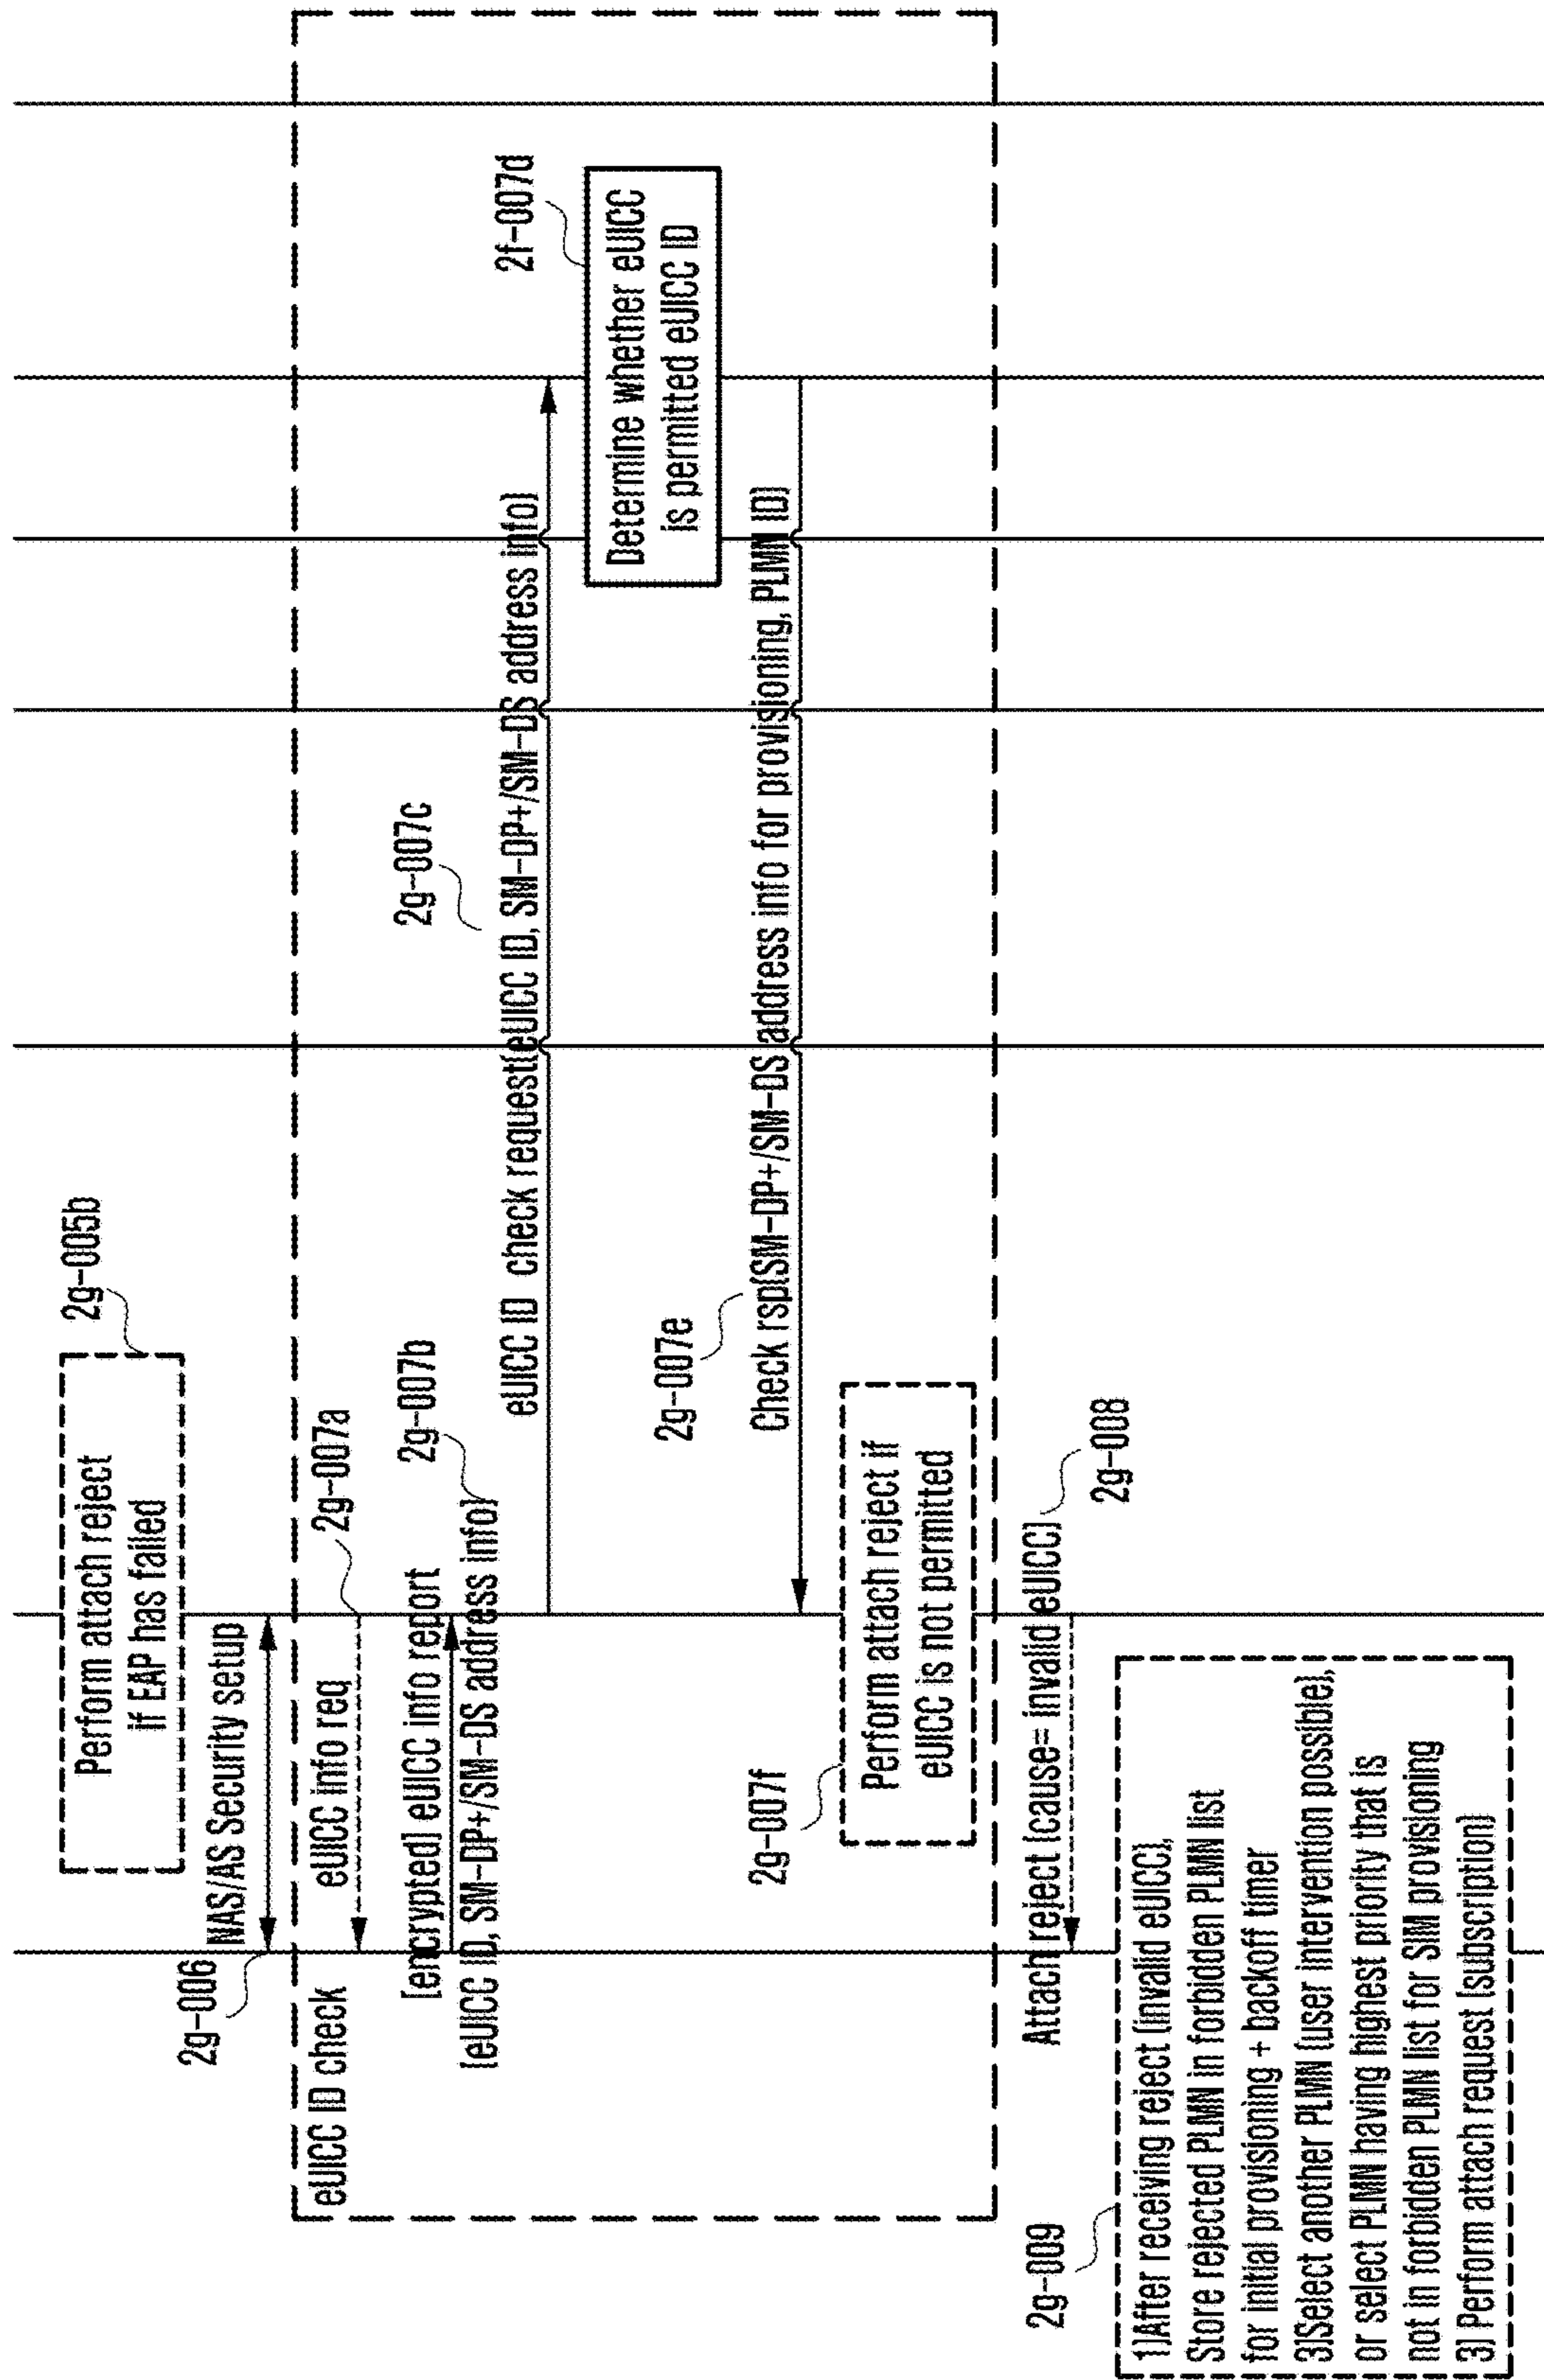 Perform attach reject
if EAP has failed
2g-005b
2g-006
NAS/AS Security setup
eUICC ID check
eUICC info req
2g-007a
[encrypted] eUICC info report
(eUICC ID, SM-DP+/SM-DS address info)
2g-007b
2g-007c
eUICC ID check request(eUICC ID, SM-DP+/SM-DS address info)
2f-007d
Determine whether eUICC
is permitted eUICC ID
2g-007e
Check rsp(SM-DP+/SM-DS address info for provisioning, PLMN ID)
2g-007f
Perform attach reject if
eUICC is not permitted
Attach reject (cause= invalid eUICC)
2g-008
2g-009
1)After receiving reject (invalid eUICC),
Store rejected PLMN in forbidden PLMN list
for initial provisioning + backoff timer
3)Select another PLMN (user intervention possible),
or select PLMN having highest priority that is
not in forbidden PLMN list for SIM provisioning
3) Perform attach request (subscription)